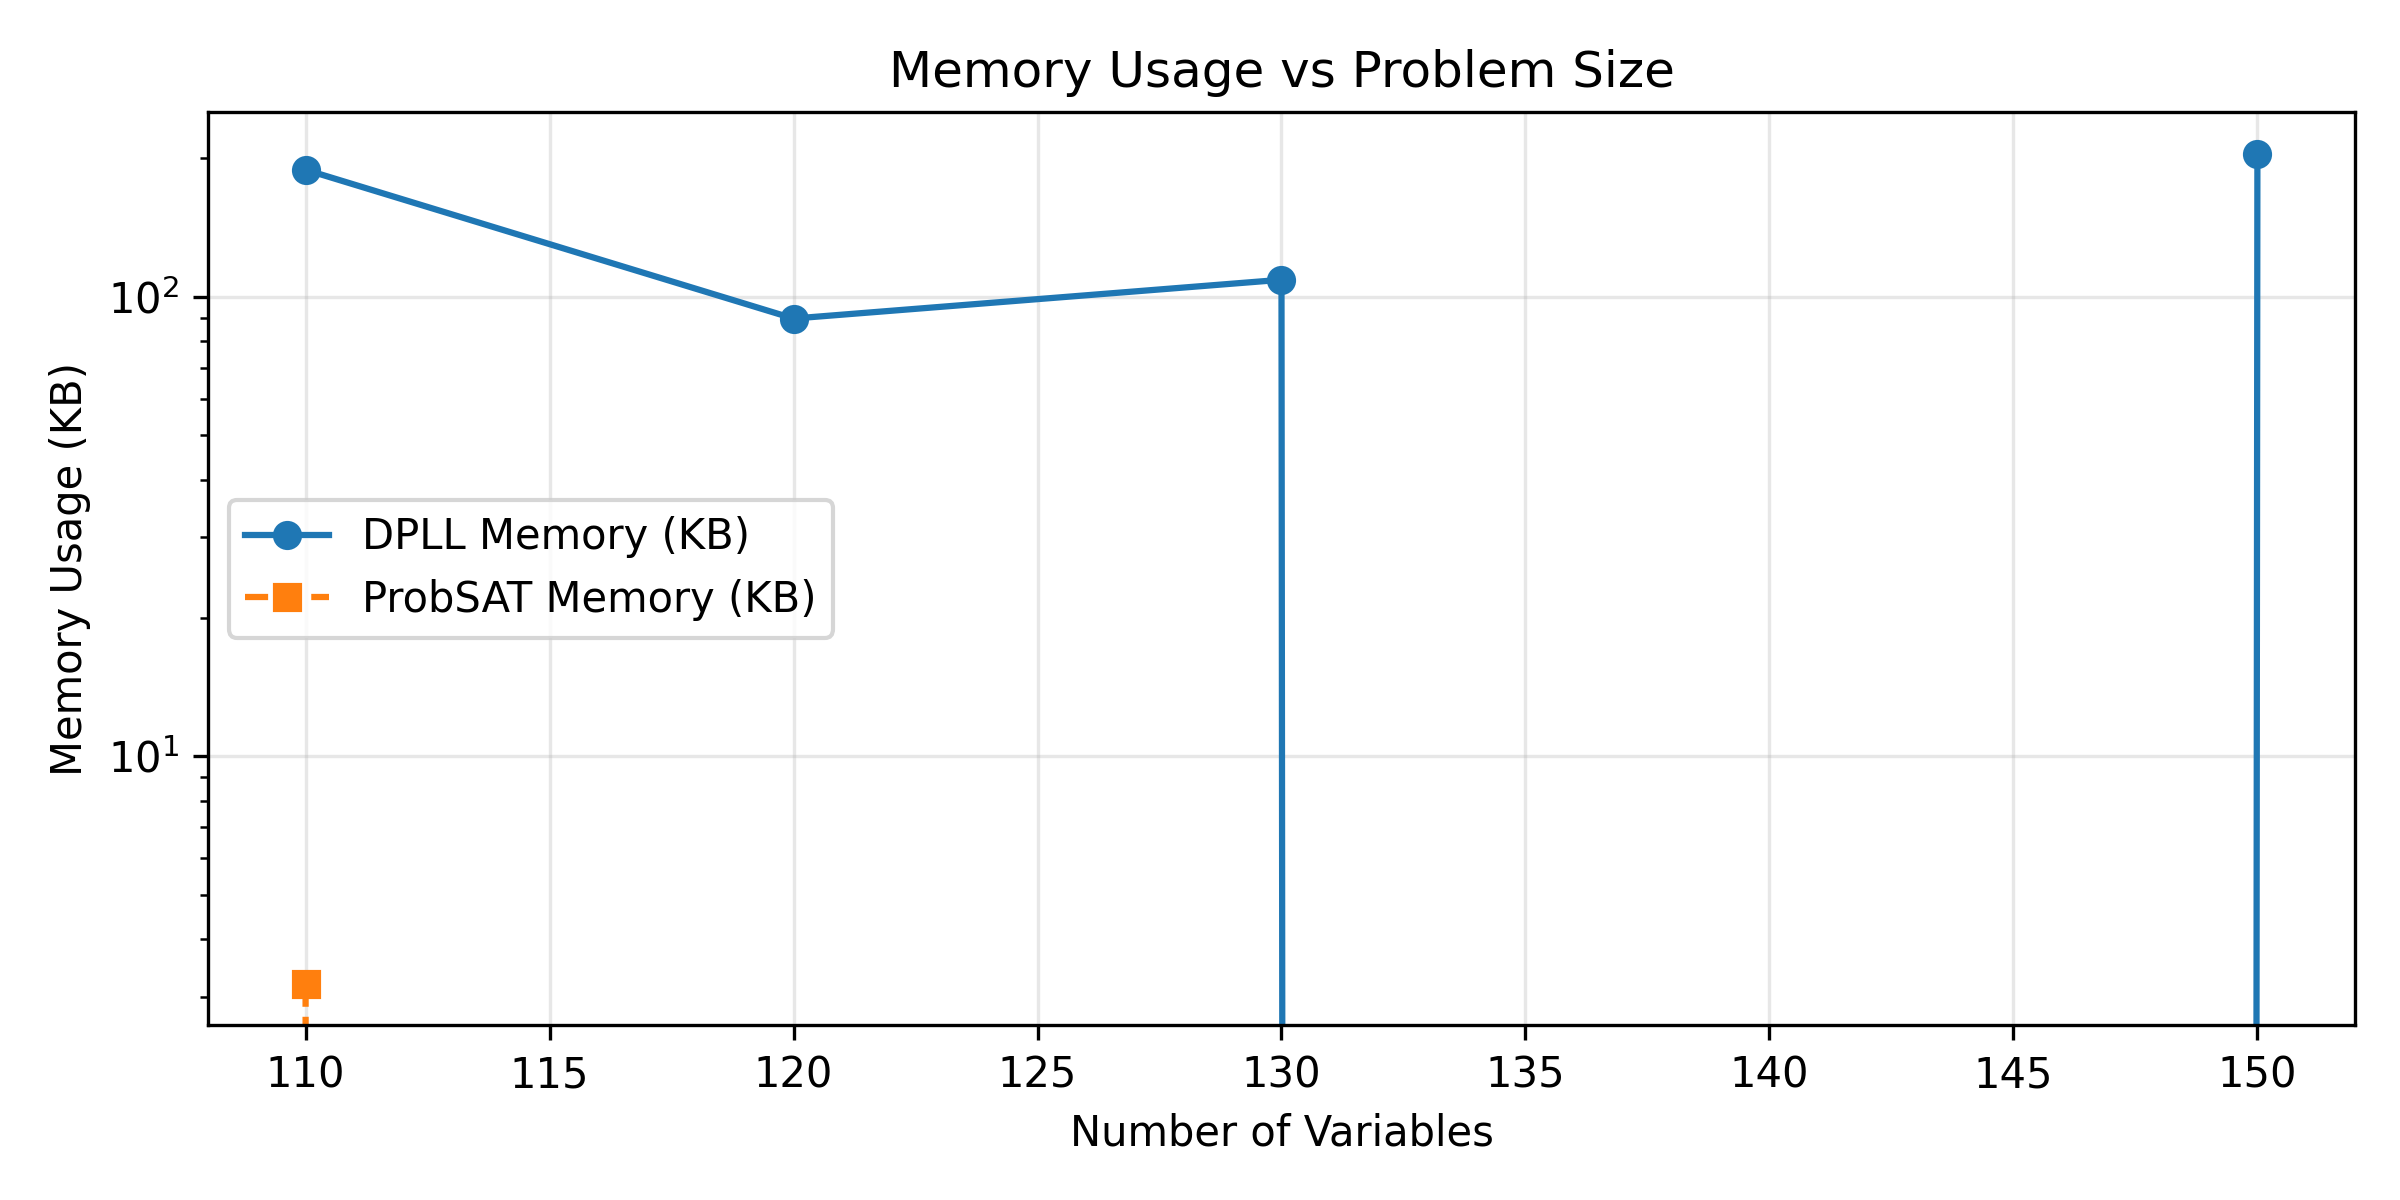 Memory Usage vs Problem Size
Memory Usage (KB)
10²
10¹
DPLL Memory (KB)
ProbSAT Memory (KB)
110 115 120 125 130 135 140 145 150
Number of Variables